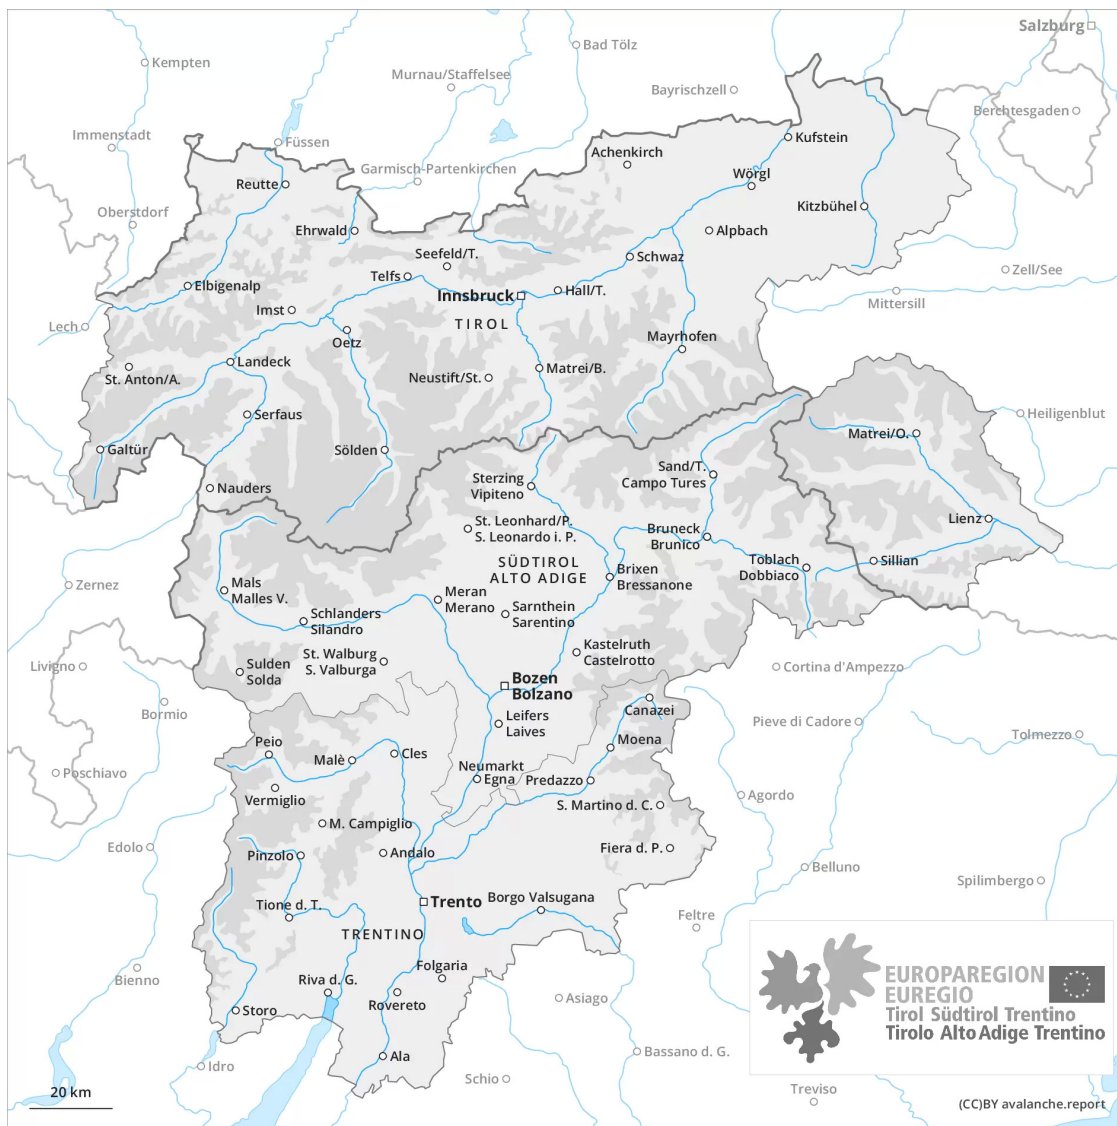 Salzburg
Bad Tölz
Kempten
Murnau/Staffelsee
Bayrischzell
Berchtesgaden
Immenstadt
Füssen
Kufstein
Achenkirch
Garmisch-Partenkirchen
Wörgl
Reutte
Kitzbühel
Oberstdorf
Ehrwald
Alpbach
Seefeld/T.
Schwaz
Zell/See
Telfs
Elbigenalp
Hall/T.
Innsbruck
Mittersill
Imst
TIROL
Lech
Oetz
Mayrhofen
Landeck
Matrei/B.
St. Anton/A.
Neustift/St.
Serfaus
Heiligenblut
Matrei/O.
Galtür
Sölden
Sand/T.
Campo Tures
Sterzing
Vipiteno
Nauders
St. Leonhard/P.
S. Leonardo i. P.
Lienz
Bruneck
Brunico
SÜDTIROL
ALTO ADIGE
Toblach
Dobbiaco
Sillian
Brixen
Bressanone
Zernez
Mals
Malles V.
Meran
Merano
Sarnthein
Sarentino
Schlanders
Silandro
Kastelruth
Castelrotto
St. Walburg
S. Valburga
Livigno
Sulden
Solda
Cortina d'Ampezzo
Bozen
Bolzano
Bormio
Canazei
Leifers
Laives
Pieve di Cadore
Tolmezzo
Moena
Peio
Malè
Cles
Neumarkt
Egna
Predazzo
Poschiavo
Vermiglio
Agordo
S. Martino d. C.
M. Campiglio
Edolo
Pinzolo
Andalo
Fiera d. P.
Belluno
Spilimbergo
Trento
Borgo Valsugana
Tione d. T.
Feltre
TRENTINO
Folgaria
Bienno
Riva d. G.
Rovereto
Asiago
Storo
EUROPAREGION
EUREGIO
Tirol Südtirol Trentino
Tirolo Alto Adige Trentino
Ala
Bassano d. G.
Idro
Schio
Treviso
20 km
(CC)BY avalanche.report